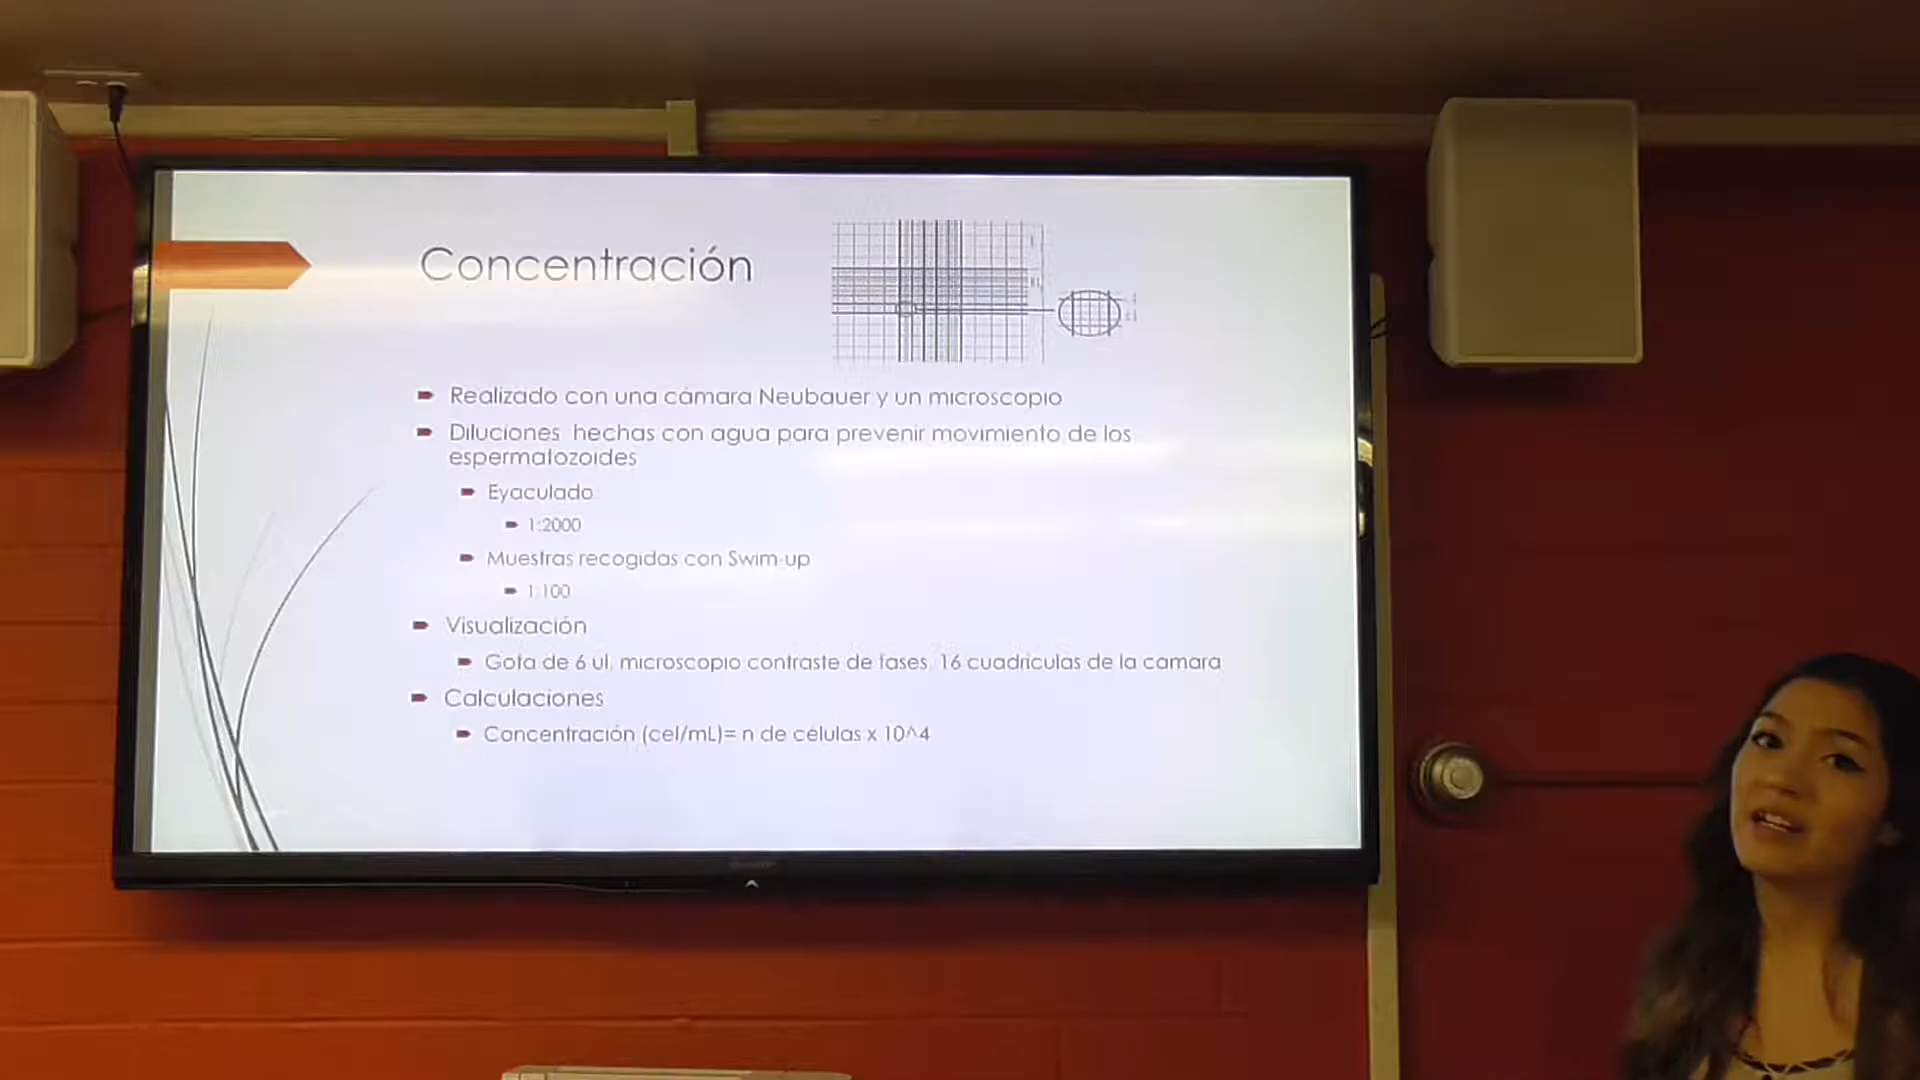 Concentración
Realizado con una cámara Neubauer y un microscopio
Diluciones hechas con agua para prevenir movimiento de los
espermatozoides
Eyaculado
1:2000
Muestras recogidas con Swim-up
1:100
Visualización
Gota de 6 ul, microscopio contraste de fases, 16 cuadriculas de la camara
Calculaciones
Concentración (cel/mL)= n de células x 10^4